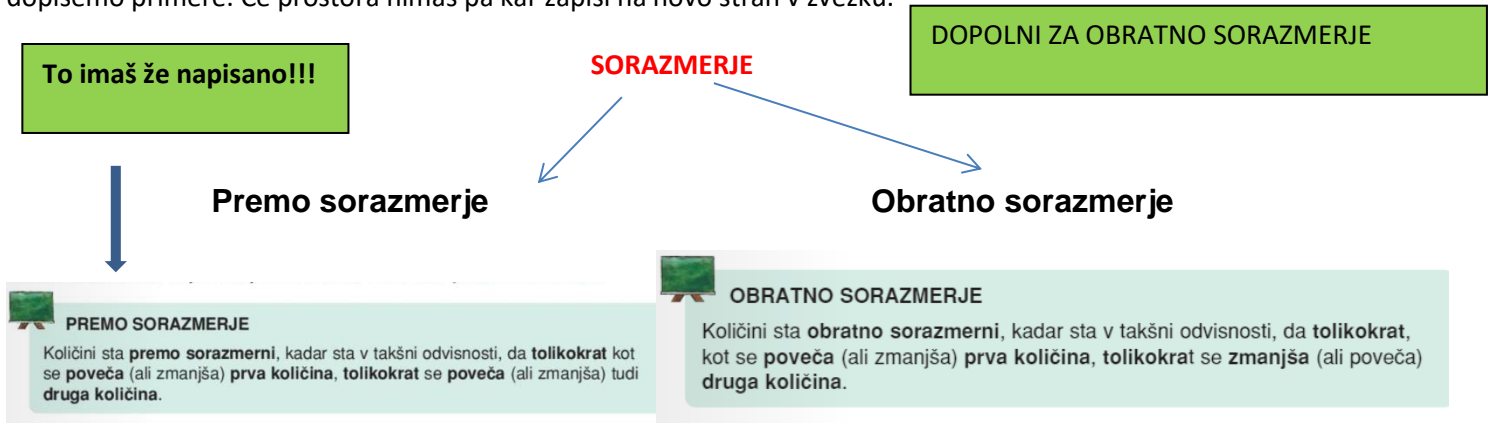 dopišemo primere. Če prostora nimaš pa kar zapiši na novo stran v zvezku.
To imaš že napisano!!!
SORAZMERJE
DOPOLNI ZA OBRATNO SORAZMERJE
Premo sorazmerje
Obratno sorazmerje
PREMO SORAZMERJE
Količini sta premo sorazmerni, kadar sta v takšni odvisnosti, da tolikokrat kot
se poveča (ali zmanjša) prva količina, tolikokrat se poveča (ali zmanjša) tudi
druga količina.
OBRATNO SORAZMERJE
Količini sta obratno sorazmerni, kadar sta v takšni odvisnosti, da tolikokrat,
kot se poveča (ali zmanjša) prva količina, tolikokrat se zmanjša (ali poveča)
druga količina.